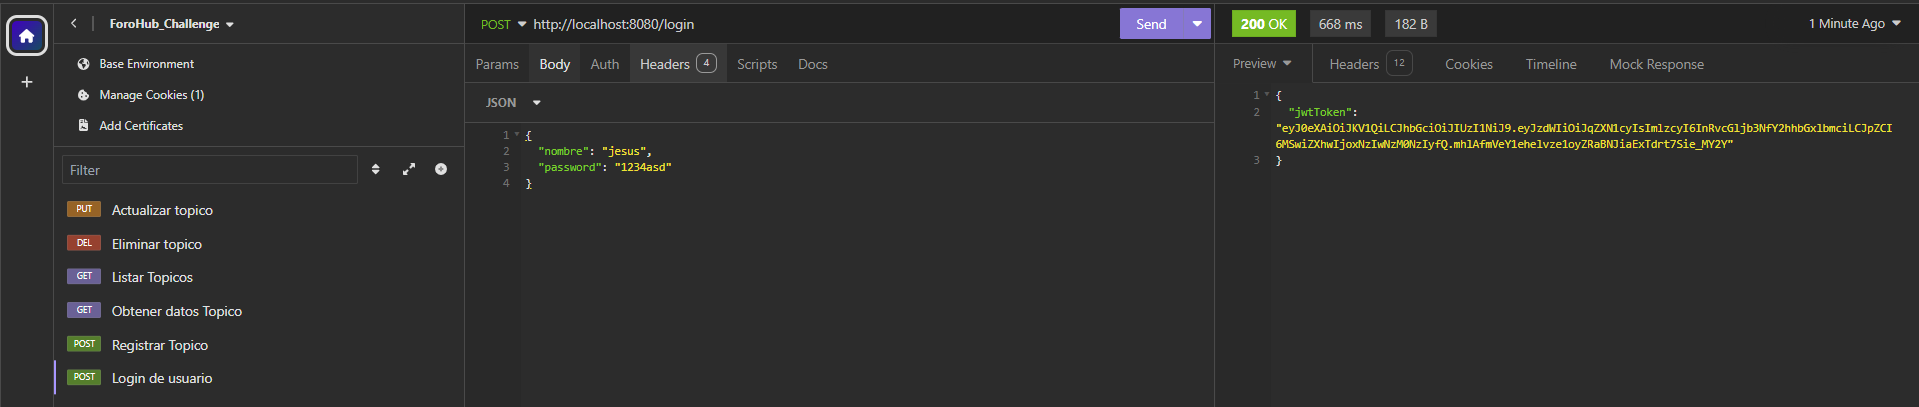 ForoHub_Challenge
Base Environment
Manage Cookies (1)
Add Certificates
Filter
PUT Actualizar topico
DEL Eliminar topico
GET Listar Topicos
GET Obtener datos Topico
POST Registrar Topico
POST Login de usuario
POST http://localhost:8080/login Send
Params Body Auth Headers 4 Scripts Docs
JSON
1 {
2 "nombre": "jesus",
3 "password": "1234asd"
4 }
200 OK 668 ms 182 B 1 Minute Ago
Preview Headers 12 Cookies Timeline Mock Response
1 {
2 "jwtToken":
"eyJ0eXAiOiJKV1QiLCJhbGciOiJIUzI1NiJ9.eyJzdWIiOiJqZXN1cyIsImlzcyI6InRvcGljb3NfY2hhbGxlbmciLCJpZCI
6MSwiZXhwIjoxNzIwNzM0NzIyfQ.mhlAfmVeY1ehelvze1oyZRaBNJiaExTdrt7Sie_MY2Y"
3 }